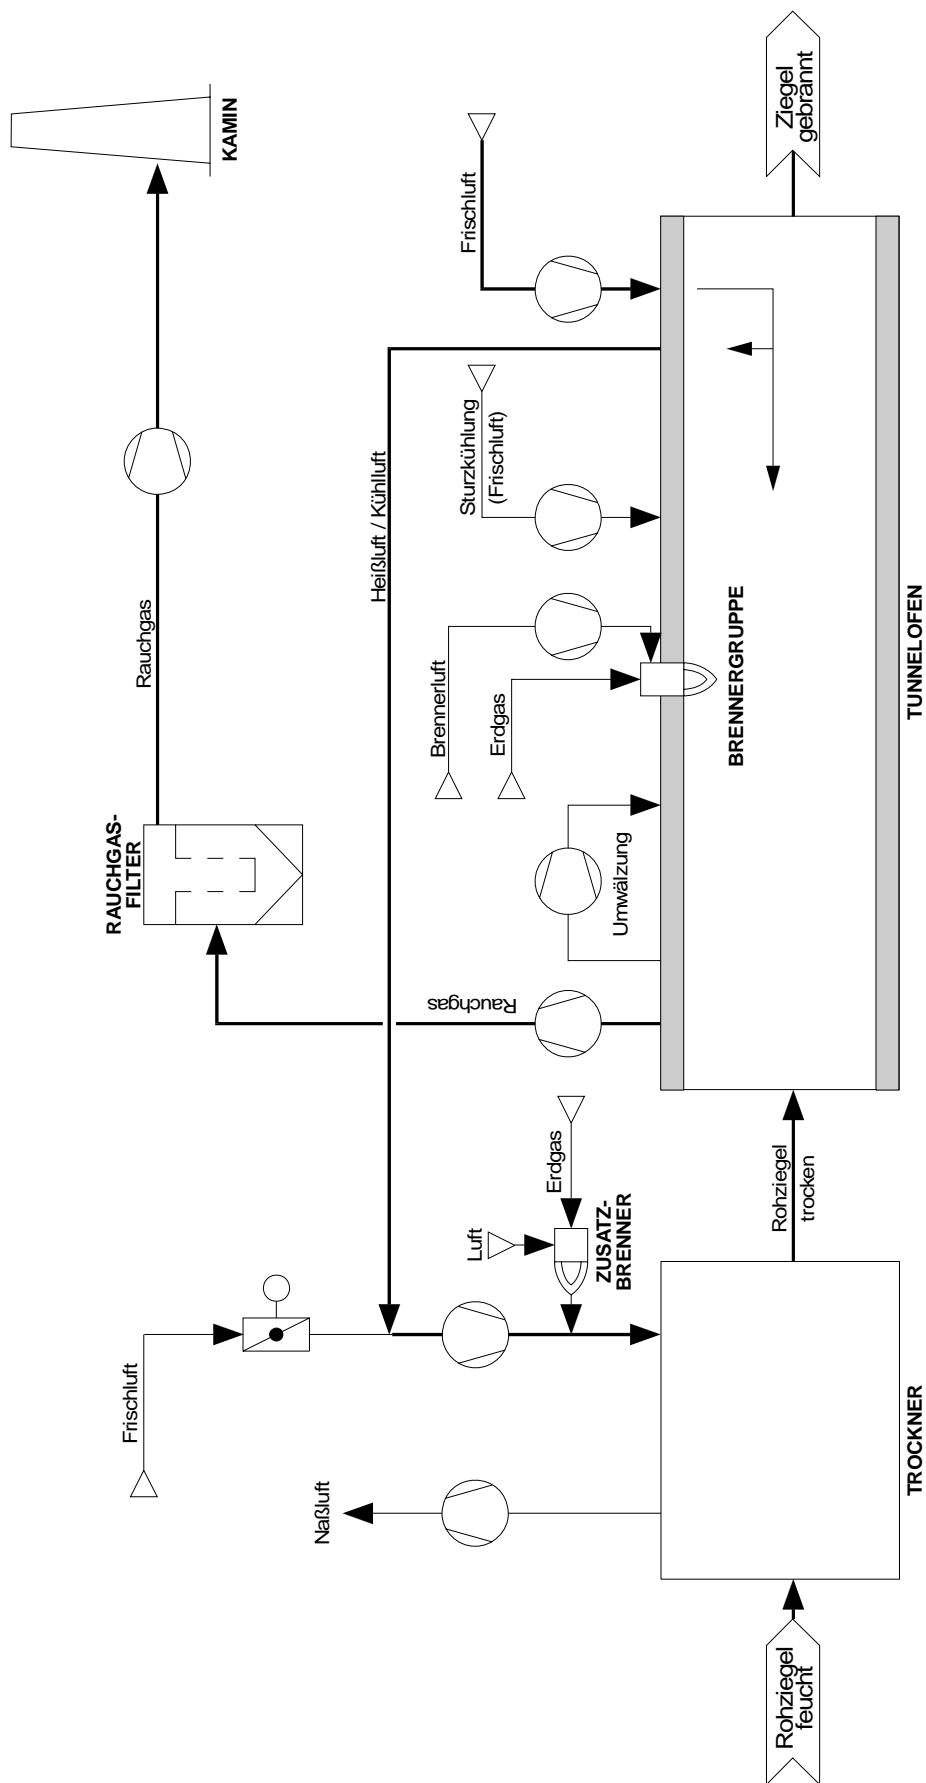 KAMIN
Rauchgas
RAUCHGAS-
FILTER
Frischluft
Heißluft / Kühlluft
Sturzkühlung
(Frischluft)
Brennerluft
Erdgas
Umwälzung
Rauchgas
Frischluft
Naßluft
Luft
Erdgas
ZUSATZ-
BRENNER
BRENNERGRUPPE
TUNNELOFEN
TROCKNER
Rohziegel
feucht
Rohziegel
trocken
Ziegel
gebrannt